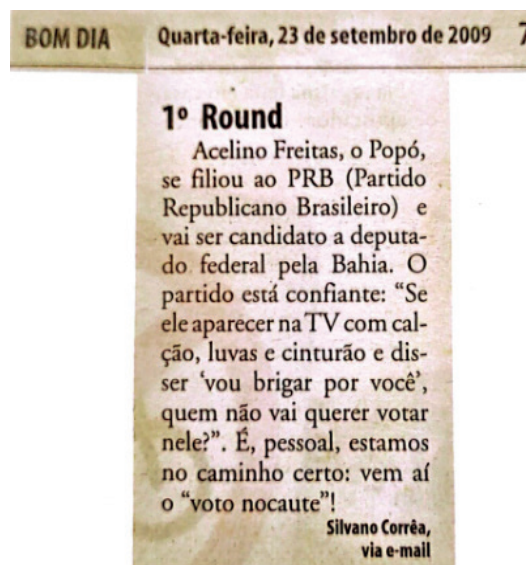 BOM DIA Quarta-feira, 23 de setembro de 2009 7
1º Round
Acelino Freitas, o Popó,
se filiou ao PRB (Partido
Republicano Brasileiro) e
vai ser candidato a deputa-
do federal pela Bahia. O
partido está confiante: “Se
ele aparecer na TV com cal-
ção, luvas e cinturão e dis-
ser ‘vou brigar por você’,
quem não vai querer votar
nele?”. É, pessoal, estamos
no caminho certo: vem aí
o “voto nocaute”!
Silvano Corrêa,
via e-mail